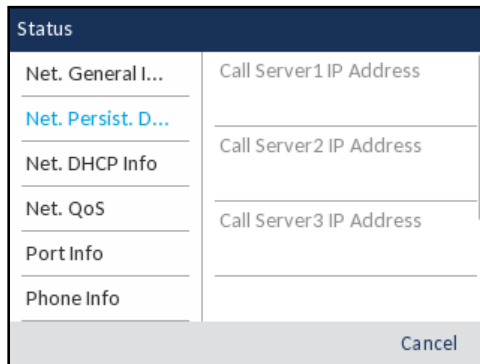 Status
Net. General I...
Net. Persist. D...
Net. DHCP Info
Net. QoS
Port Info
Phone Info
Call Server1 IP Address
Call Server2 IP Address
Call Server3 IP Address
Cancel